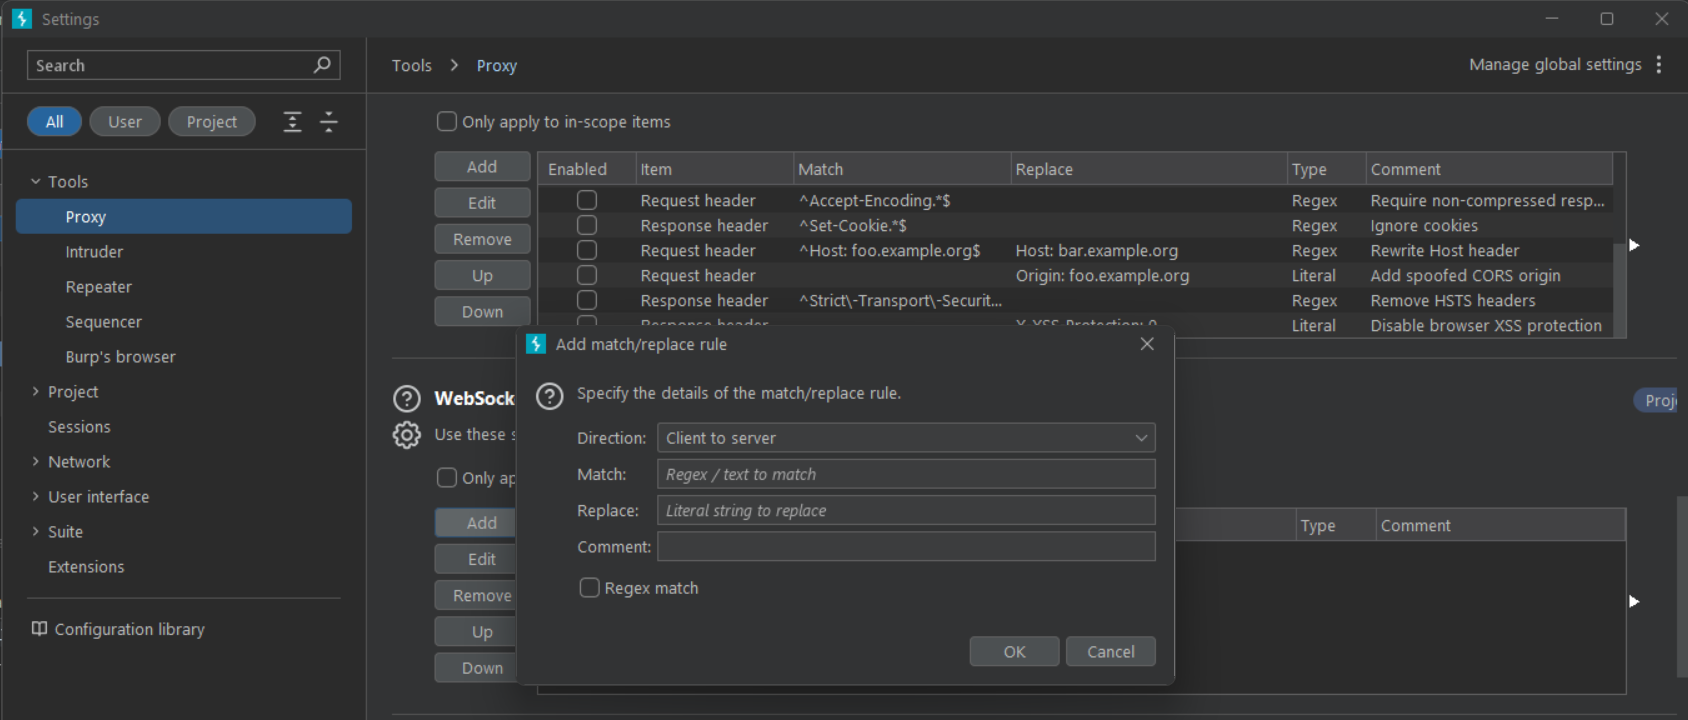 Settings
Search
Tools > Proxy
Manage global settings
All User Project
Tools
Proxy
Intruder
Repeater
Sequencer
Burp's browser
Project
Sessions
Network
User interface
Suite
Extensions
Configuration library
Only apply to in-scope items
Add
Edit
Remove
Up
Down
Enabled Item Match Replace Type Comment
Request header ^Accept-Encoding.*$ Regex Require non-compressed resp...
Response header ^Set-Cookie.*$ Regex Ignore cookies
Request header ^Host: foo.example.org$ Host: bar.example.org Regex Rewrite Host header
Request header Origin: foo.example.org Literal Add spoofed CORS origin
Response header ^Strict\-Transport\-Securit... Regex Remove HSTS headers
Response header X-XSS-Protection: 0 Literal Disable browser XSS protection
WebSock
Proj
Use these s
Only ap
Add
Edit
Remove
Up
Down
Type Comment
Add match/replace rule
Specify the details of the match/replace rule.
Direction: Client to server
Match: Regex / text to match
Replace: Literal string to replace
Comment:
Regex match
OK Cancel